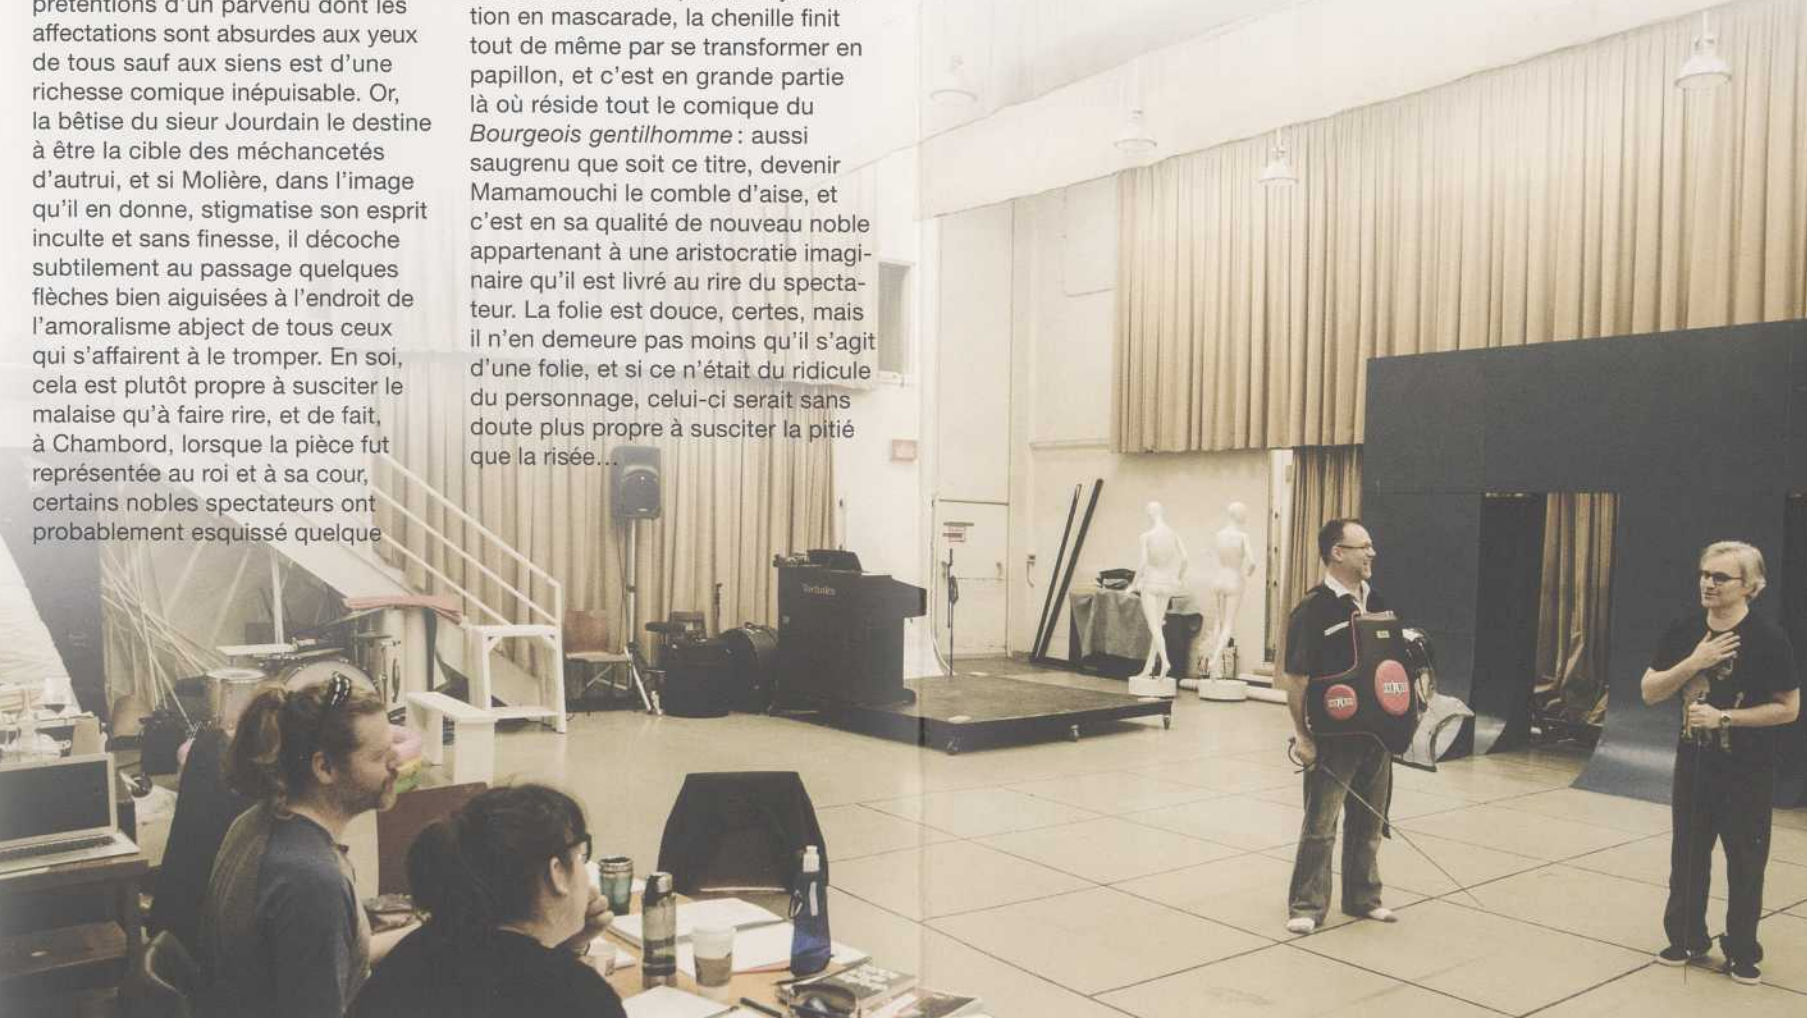 prétentions d'un parvenu dont les
affectations sont absurdes aux yeux
de tous sauf aux siens est d'une
richesse comique inépuisable. Or,
la bêtise du sieur Jourdain le destine
à être la cible des méchancetés
d'autrui, et si Molière, dans l'image
qu'il en donne, stigmatise son esprit
inculte et sans finesse, il décoche
subtilement au passage quelques
flèches bien aiguisées à l'endroit de
l'amoralisme abject de tous ceux
qui s'affairent à le tromper. En soi,
cela est plutôt propre à susciter le
malaise qu'à faire rire, et de fait,
à Chambord, lorsque la pièce fut
représentée au roi et à sa cour,
certains nobles spectateurs ont
probablement esquissé quelque
tion en mascarade, la chenille finit
tout de même par se transformer en
papillon, et c'est en grande partie
là où réside tout le comique du
Bourgeois gentilhomme : aussi
saugrenu que soit ce titre, devenir
Mamamouchi le comble d'aise, et
c'est en sa qualité de nouveau noble
appartenant à une aristocratie imagi-
naire qu'il est livré au rire du specta-
teur. La folie est douce, certes, mais
il n'en demeure pas moins qu'il s'agit
d'une folie, et si ce n'était du ridicule
du personnage, celui-ci serait sans
doute plus propre à susciter la pitié
que la risée...
Technics